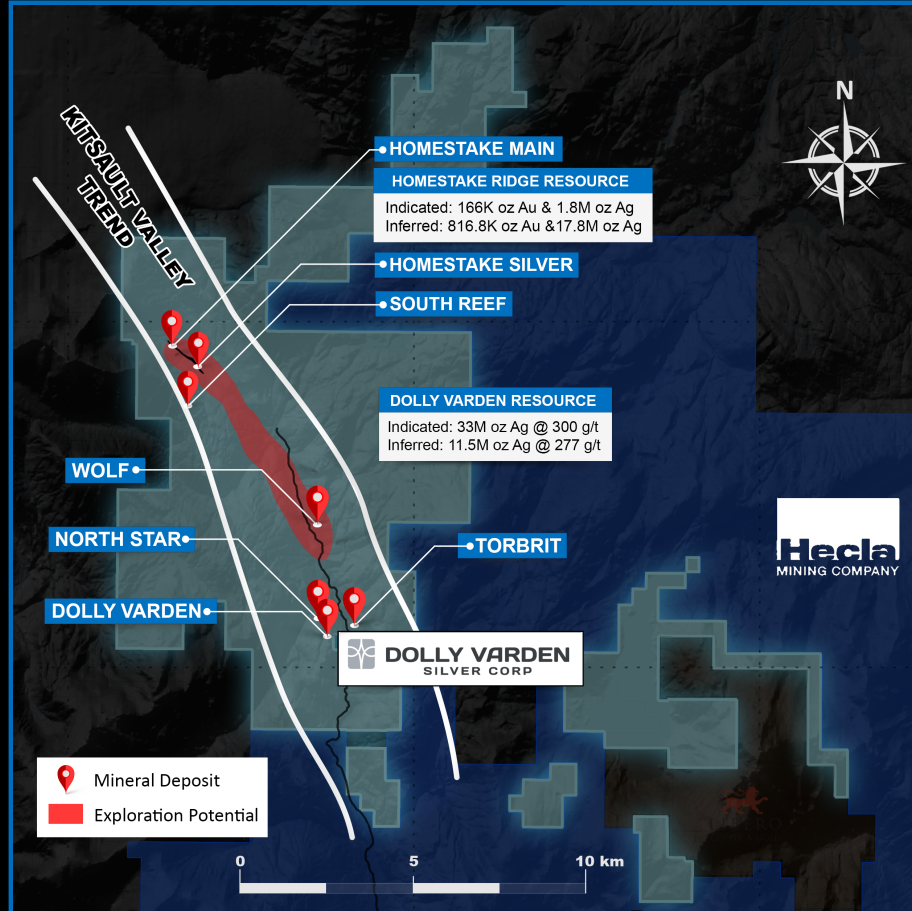 N
KITSAULT VALLEY
TREND
HOMESTAKE MAIN
HOMESTAKE RIDGE RESOURCE
Indicated: 166K oz Au & 1.8M oz Ag
Inferred: 816.8K oz Au &17.8M oz Ag
HOMESTAKE SILVER
SOUTH REEF
DOLLY VARDEN RESOURCE
Indicated: 33M oz Ag @ 300 g/t
Inferred: 11.5M oz Ag @ 277 g/t
WOLF
NORTH STAR
TORBRIT
Hecla
MINING COMPANY
DOLLY VARDEN
DOLLY VARDEN
SILVER CORP
Mineral Deposit
Exploration Potential
0 5 10 km